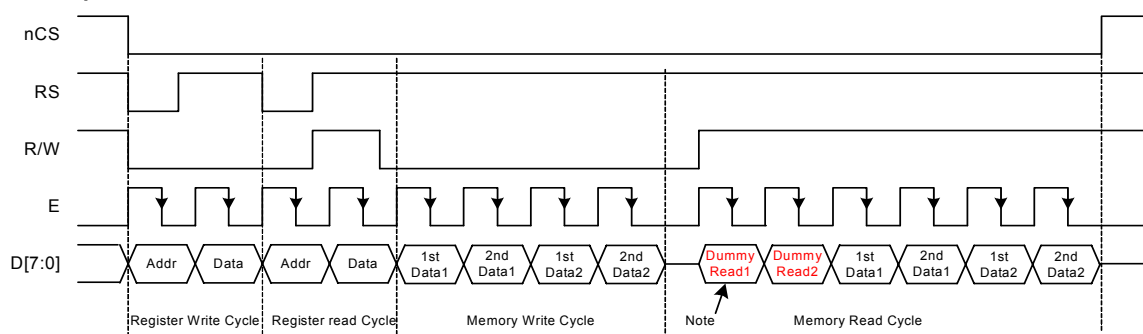 nCS
RS
R/W
E
D[7:0]
Addr
Data
Addr
Data
1st
Data1
2nd
Data1
1st
Data2
2nd
Data2
Dummy
Read1
Dummy
Read2
1st
Data1
2nd
Data1
1st
Data2
2nd
Data2
Register Write Cycle
Register read Cycle
Memory Write Cycle
Note
Memory Read Cycle